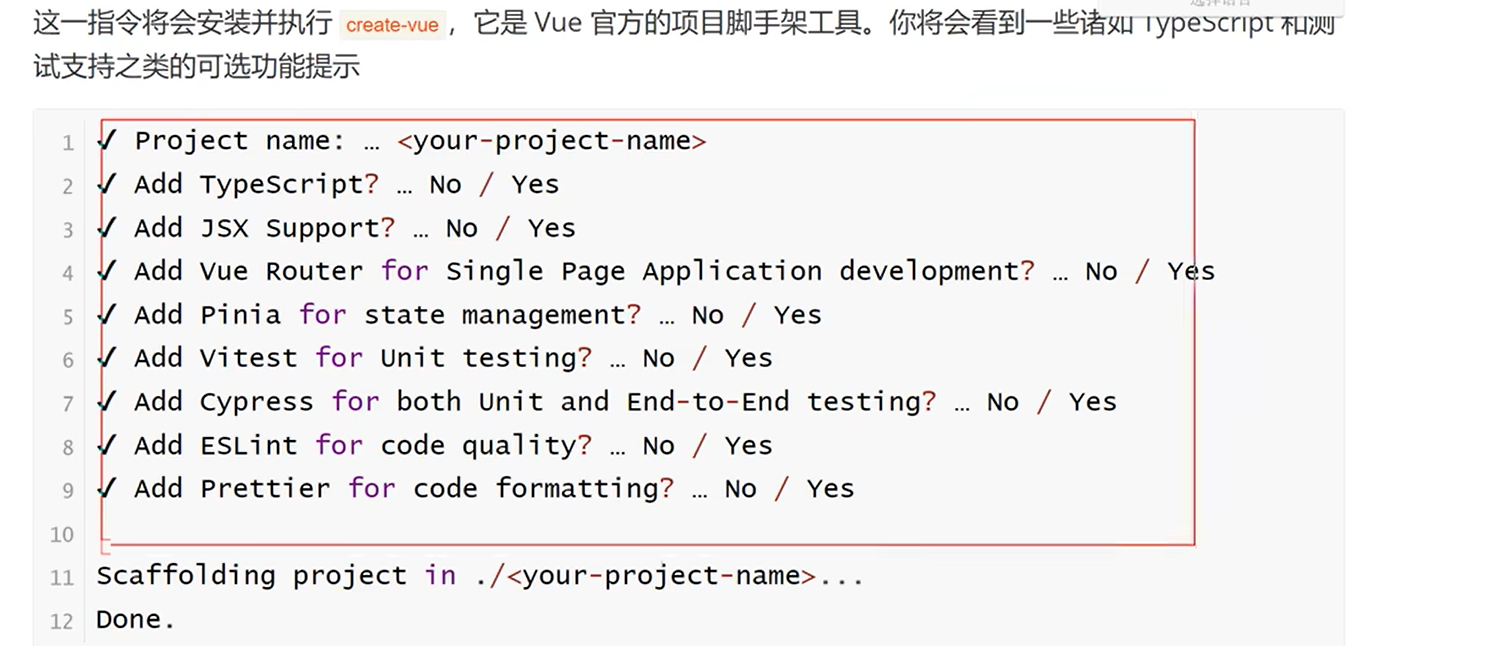 选择语言
这一指令将会安装并执行 create-vue，它是 Vue 官方的项目脚手架工具。你将会看到一些诸如 TypeScript 和测
试支持之类的可选功能提示
1 ✓ Project name: … <your-project-name>
2 ✓ Add TypeScript? … No / Yes
3 ✓ Add JSX Support? … No / Yes
4 ✓ Add Vue Router for Single Page Application development? … No / Yes
5 ✓ Add Pinia for state management? … No / Yes
6 ✓ Add Vitest for Unit testing? … No / Yes
7 ✓ Add Cypress for both Unit and End-to-End testing? … No / Yes
8 ✓ Add ESLint for code quality? … No / Yes
9 ✓ Add Prettier for code formatting? … No / Yes
10
11 Scaffolding project in ./<your-project-name>...
12 Done.